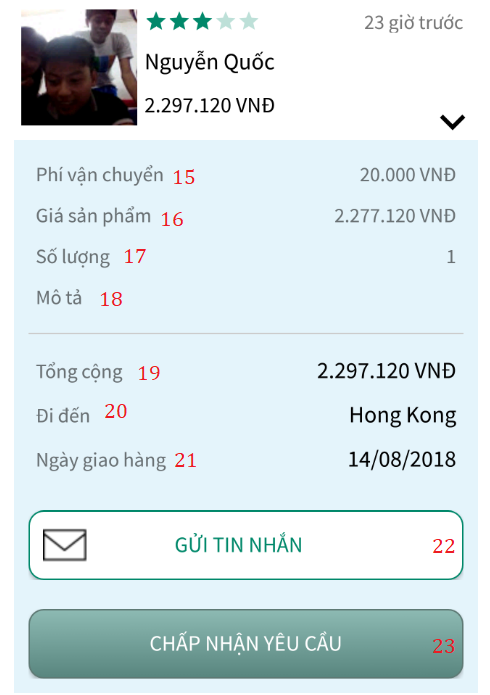 23 giờ trước
Nguyễn Quốc
2.297.120 VNĐ
Phí vận chuyển 15 20.000 VNĐ
Giá sản phẩm 16 2.277.120 VNĐ
Số lượng 17 1
Mô tả 18
Tổng cộng 19 2.297.120 VNĐ
Đi đến 20 Hong Kong
Ngày giao hàng 21 14/08/2018
GỬI TIN NHẮN 22
CHẤP NHẬN YÊU CẦU 23